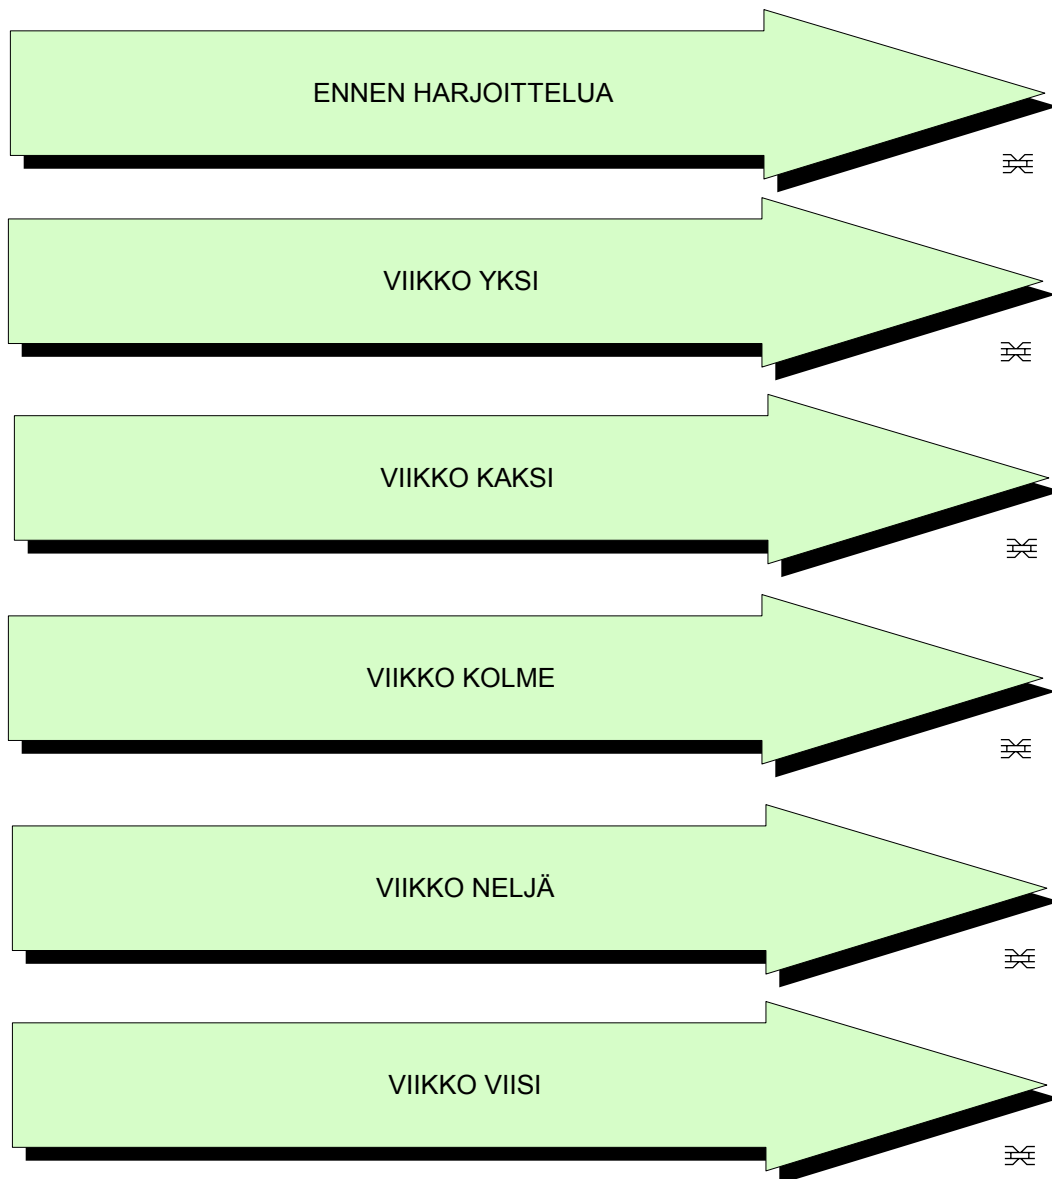 ENNEN HARJOITTELUA
VIIKKO YKSI
VIIKKO KAKSI
VIIKKO KOLME
VIIKKO NELJÄ
VIIKKO VIISI